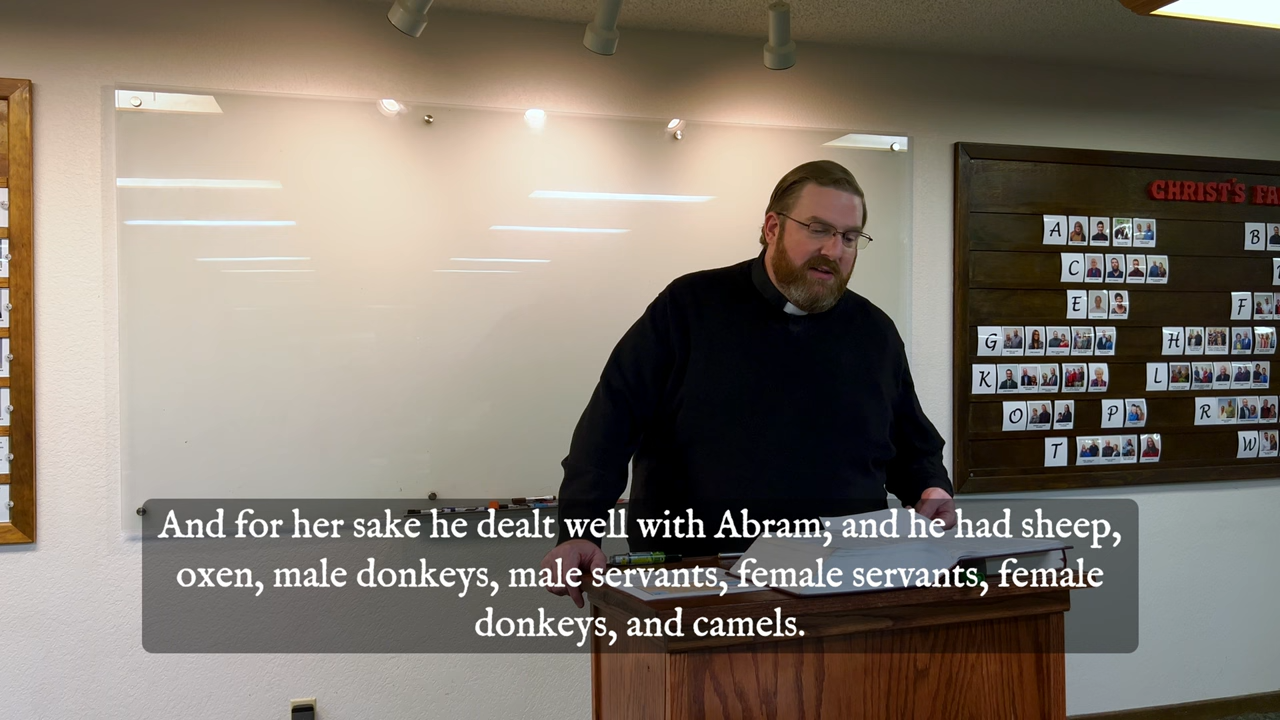 CHRIST'S FA
A
B
C
E
F
G
H
K
L
O
P
R
T
W
And for her sake he dealt well with Abram; and he had sheep,
oxen, male donkeys, male servants, female servants, female
donkeys, and camels.